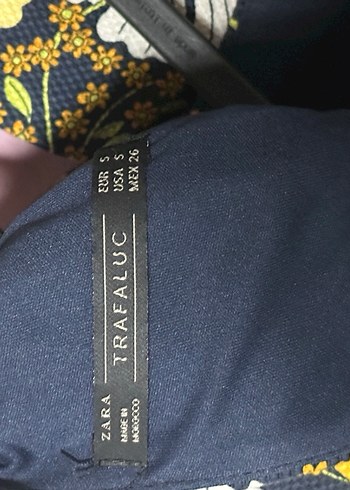 ZARA
MADE IN
MOROCCO
TRAFALUC
EUR S
USA S
MEX 26